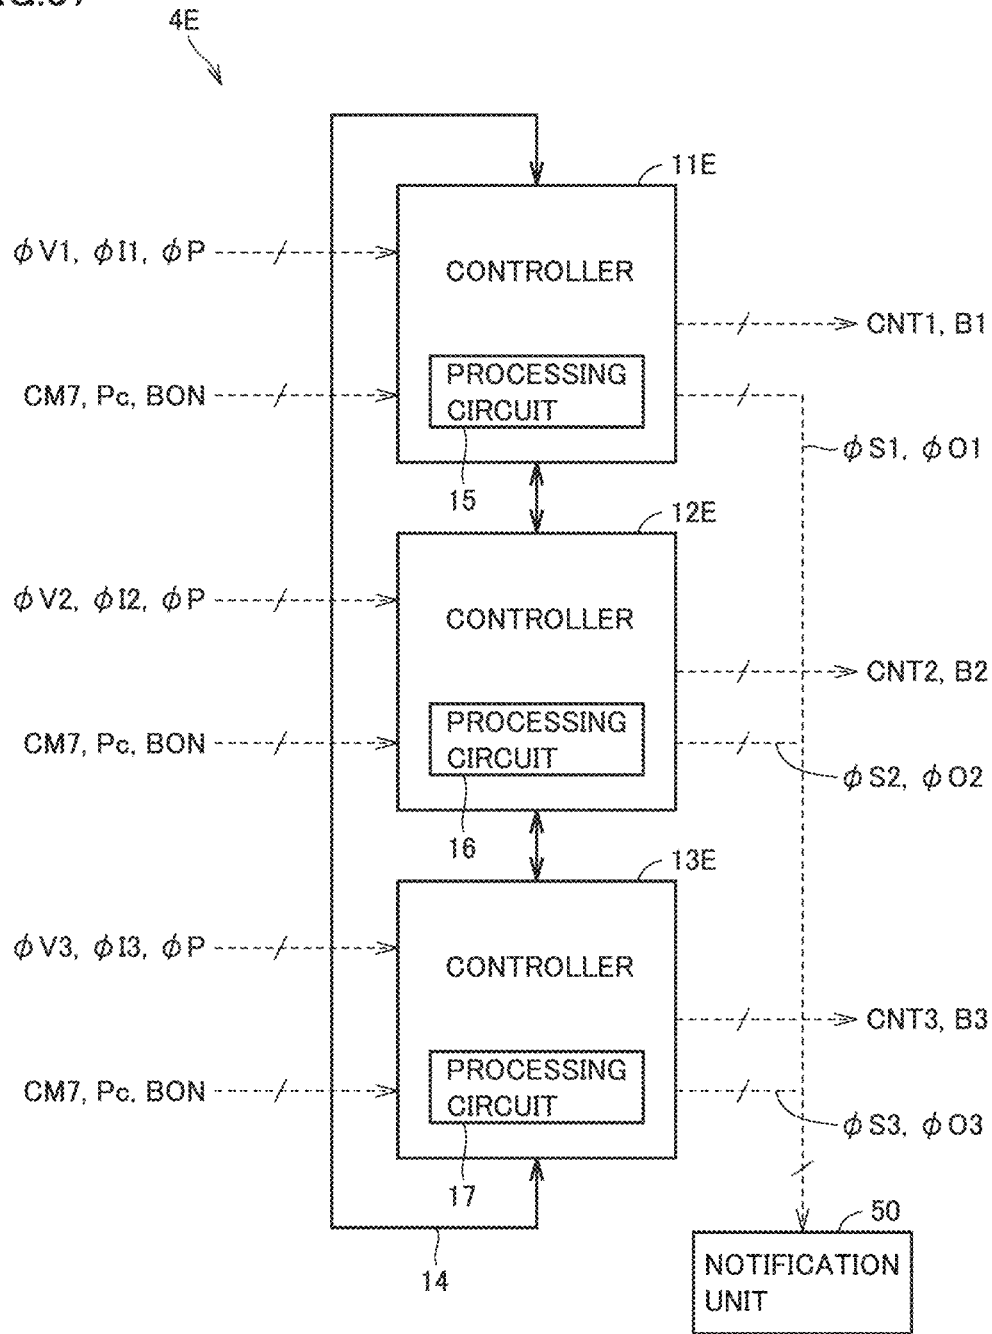 4E
11E
φV1, φI1, φP
CONTROLLER
CNT1, B1
CM7, Pc, BON
PROCESSING
CIRCUIT
φS1, φO1
15
12E
φV2, φI2, φP
CONTROLLER
CNT2, B2
CM7, Pc, BON
PROCESSING
CIRCUIT
φS2, φO2
16
13E
φV3, φI3, φP
CONTROLLER
CNT3, B3
CM7, Pc, BON
PROCESSING
CIRCUIT
φS3, φO3
17
50
14
NOTIFICATION
UNIT